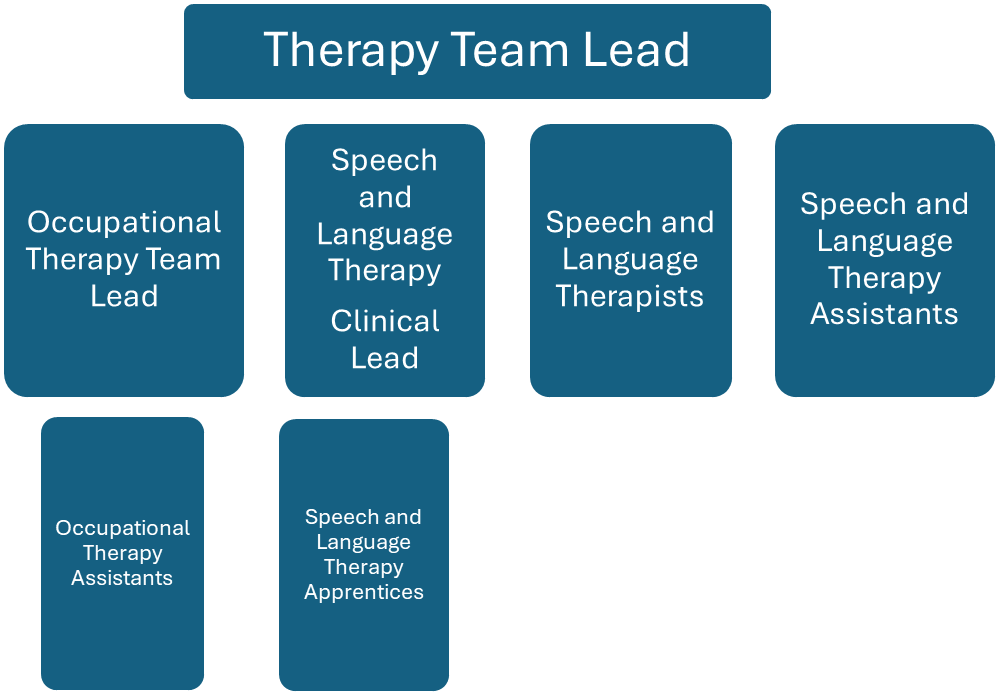 Therapy Team Lead
Occupational
Therapy Team
Lead
Speech
and
Language
Therapy
Clinical
Lead
Speech and
Language
Therapists
Speech and
Language
Therapy
Assistants
Occupational
Therapy
Assistants
Speech and
Language
Therapy
Apprentices